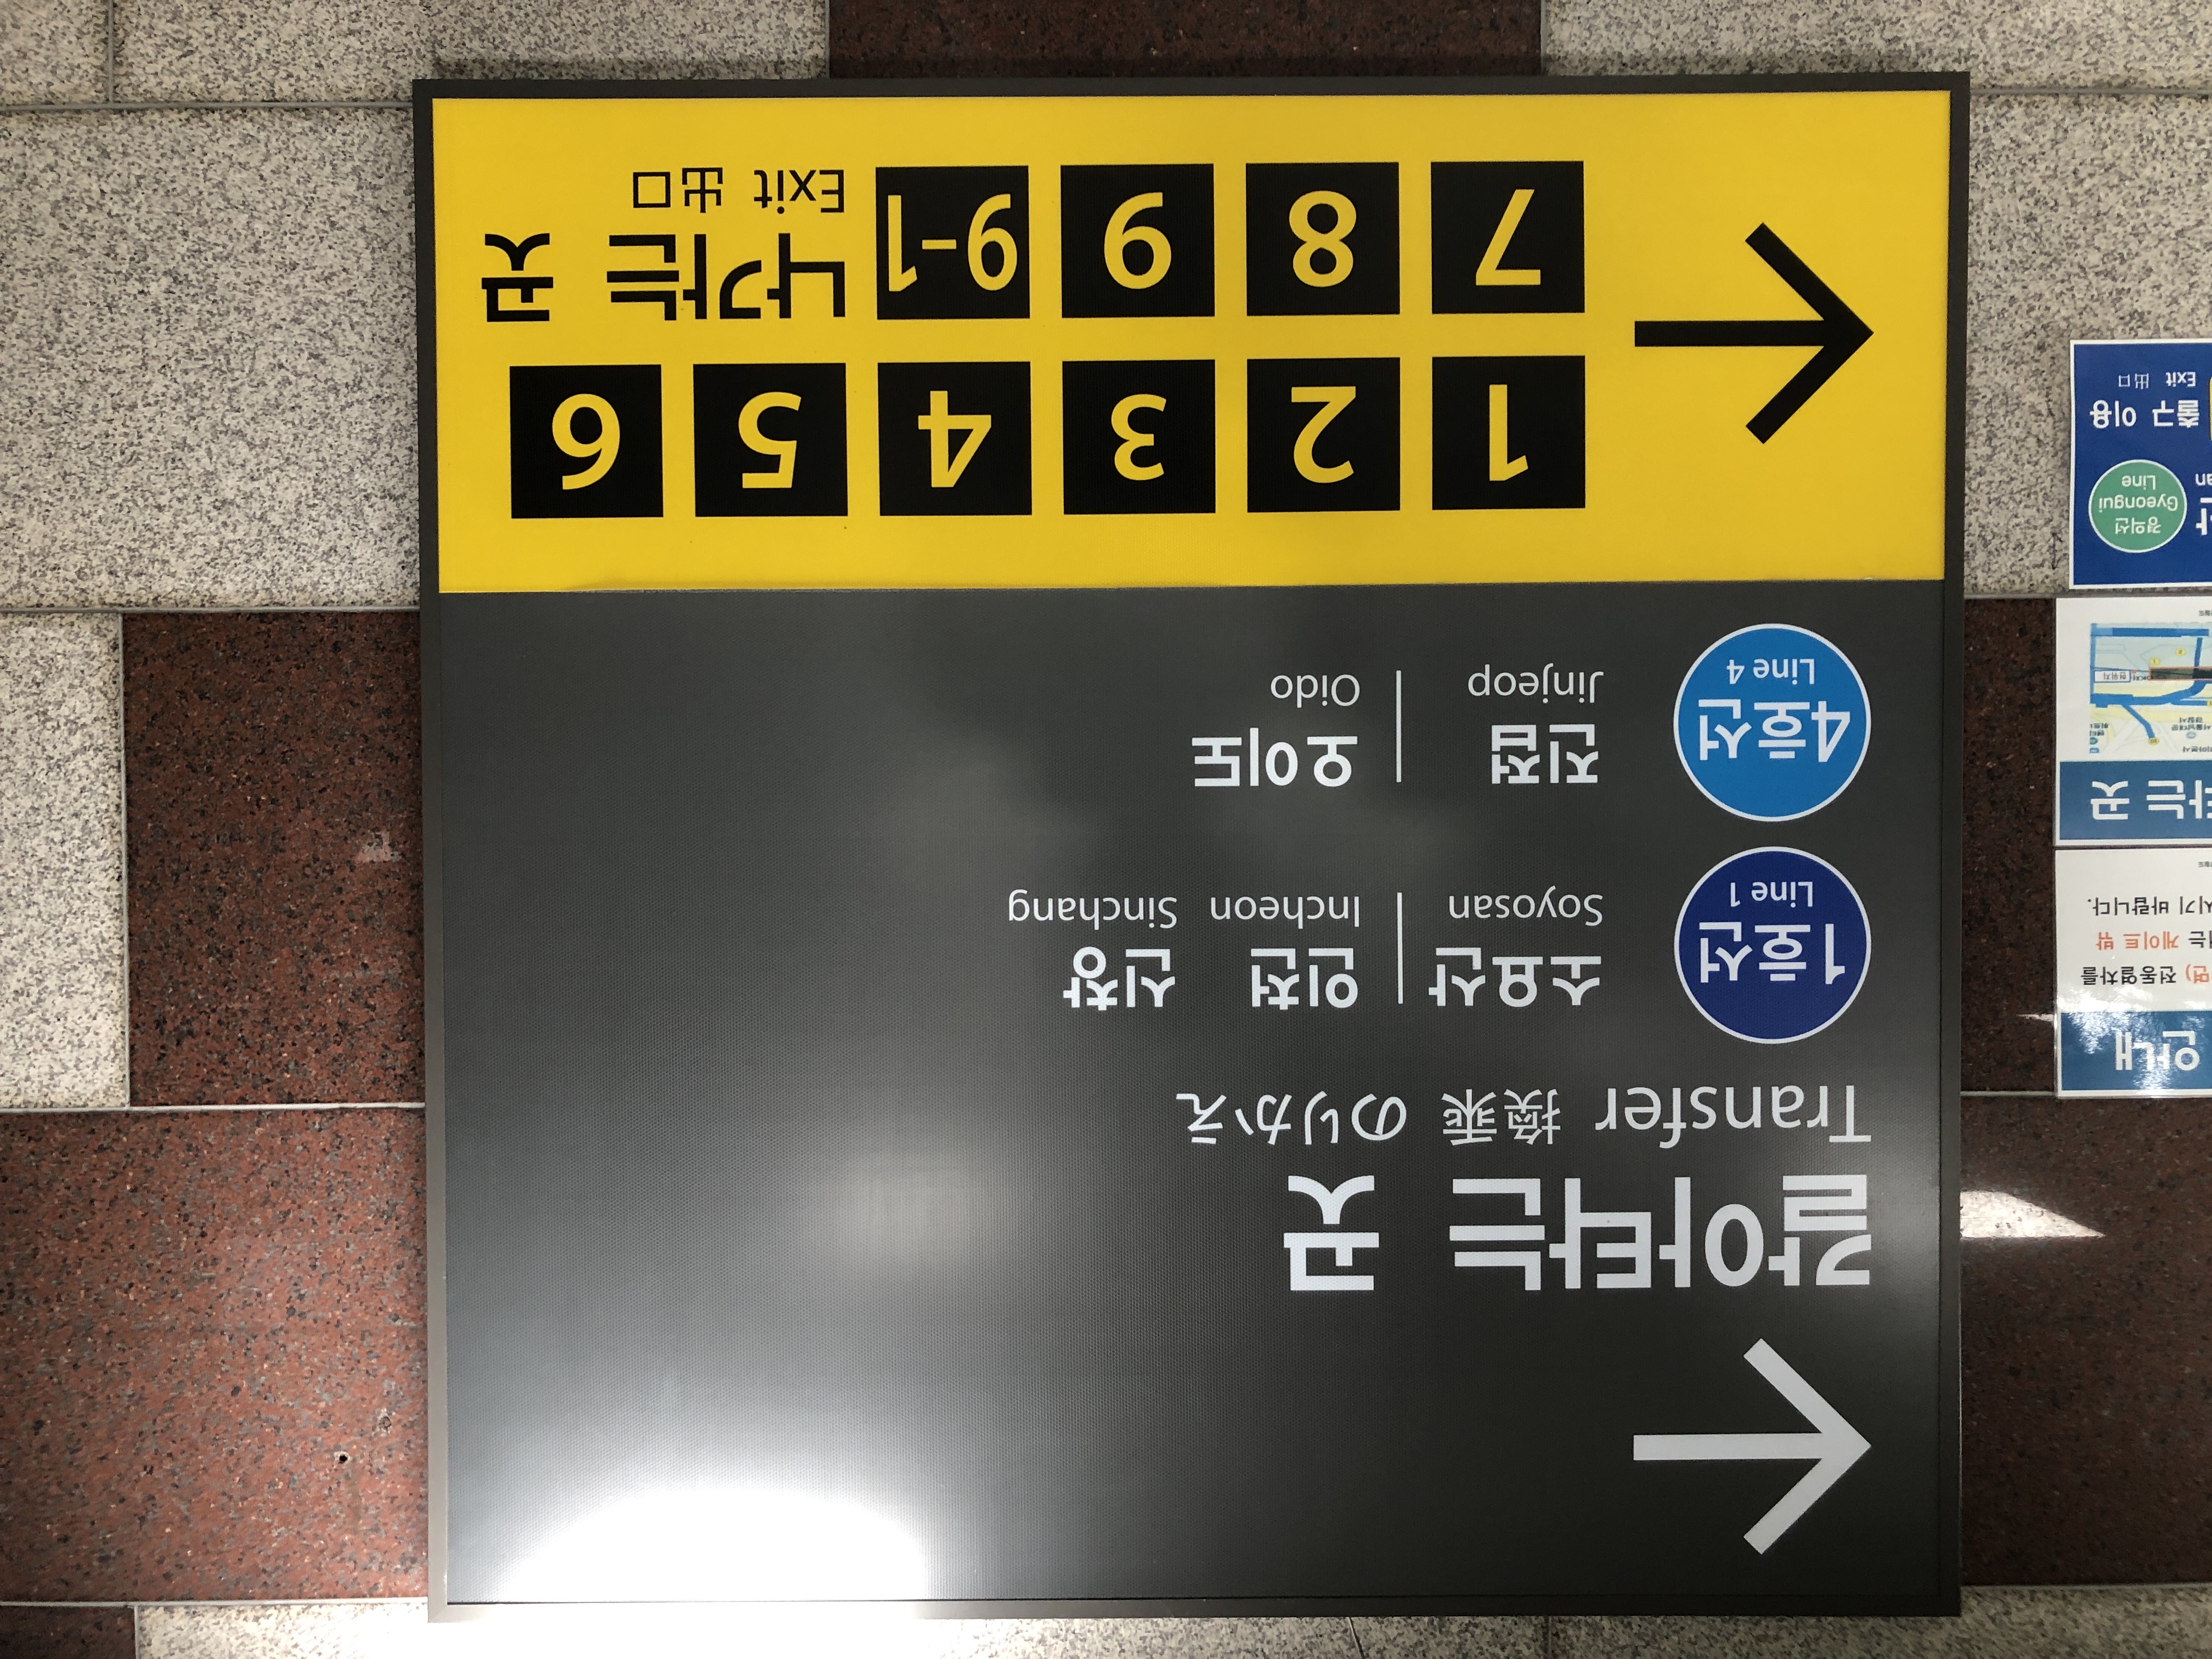 갈아타는 곳
Transfer 換乘 のりかえ
1호선 소요산 인천 신창
Line 1 Soyosan Incheon Sinchang
4호선 진접 오이도
Line 4 Jinjeop Oido
1 2 3 4 5 6
7 8 9 9-1 나가는 곳
Exit 出口
안내
면) 전동열차를
는 게이트 밖
시기 바랍니다.
타는 곳
현위치
경의선
Gyeongui
Line
출구 이용
Exit 出口